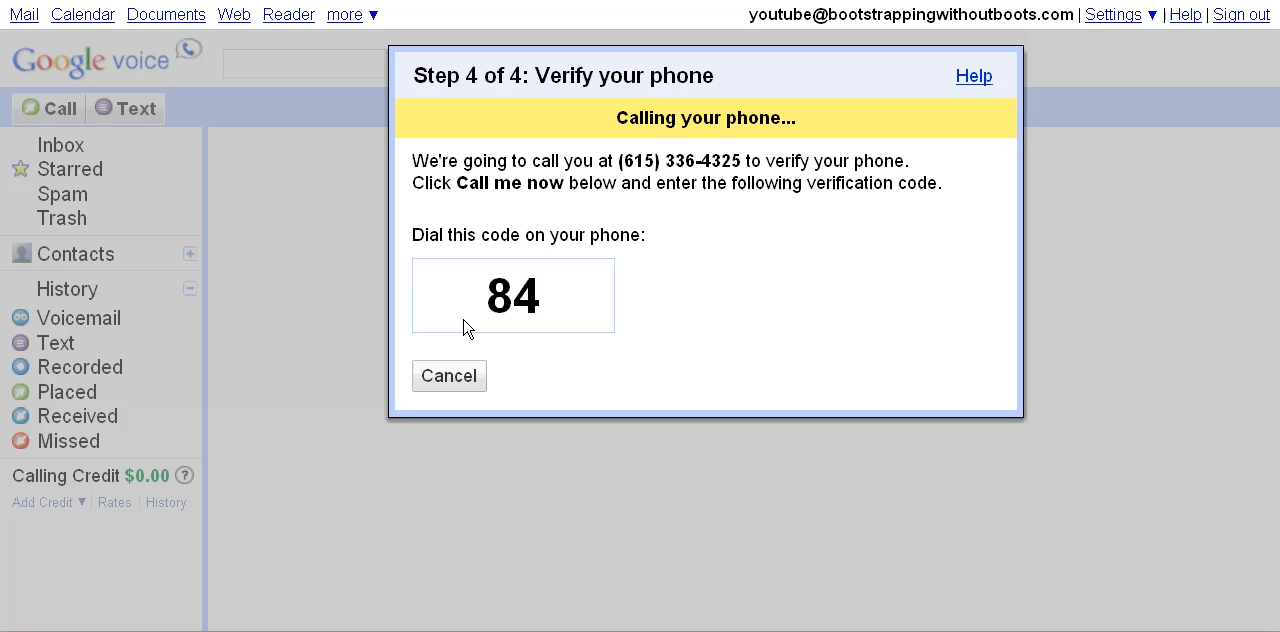 Mail Calendar Documents Web Reader more ▼
youtube@bootstrappingwithoutboots.com | Settings ▼ | Help | Sign out
Google voice
Call Text
Inbox
Starred
Spam
Trash
Contacts
History
Voicemail
Text
Recorded
Placed
Received
Missed
Calling Credit $0.00 ?
Add Credit ▼ | Rates | History
Step 4 of 4: Verify your phone Help
Calling your phone...
We're going to call you at (615) 336-4325 to verify your phone.
Click Call me now below and enter the following verification code.
Dial this code on your phone:
84
Cancel